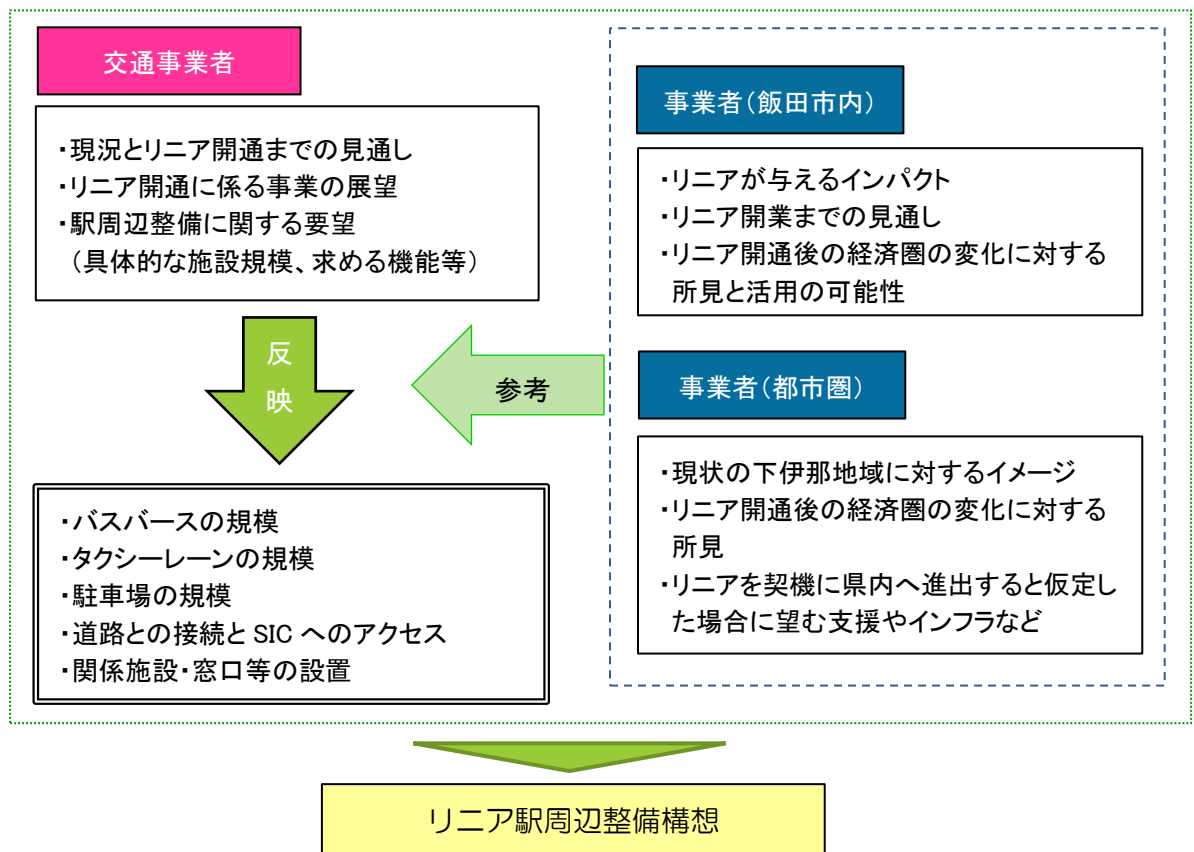 交通事業者
・現況とリニア開通までの見通し
・リニア開通に係る事業の展望
・駅周辺整備に関する要望
（具体的な施設規模、求める機能等）
反
映
・バスバースの規模
・タクシーレーンの規模
・駐車場の規模
・道路との接続と SIC へのアクセス
・関係施設・窓口等の設置
参考
事業者（飯田市内）
・リニアが与えるインパクト
・リニア開業までの見通し
・リニア開通後の経済圏の変化に対する
所見と活用の可能性
事業者（都市圏）
・現状の下伊那地域に対するイメージ
・リニア開通後の経済圏の変化に対する
所見
・リニアを契機に県内へ進出すると仮定し
た場合に望む支援やインフラなど
リニア駅周辺整備構想